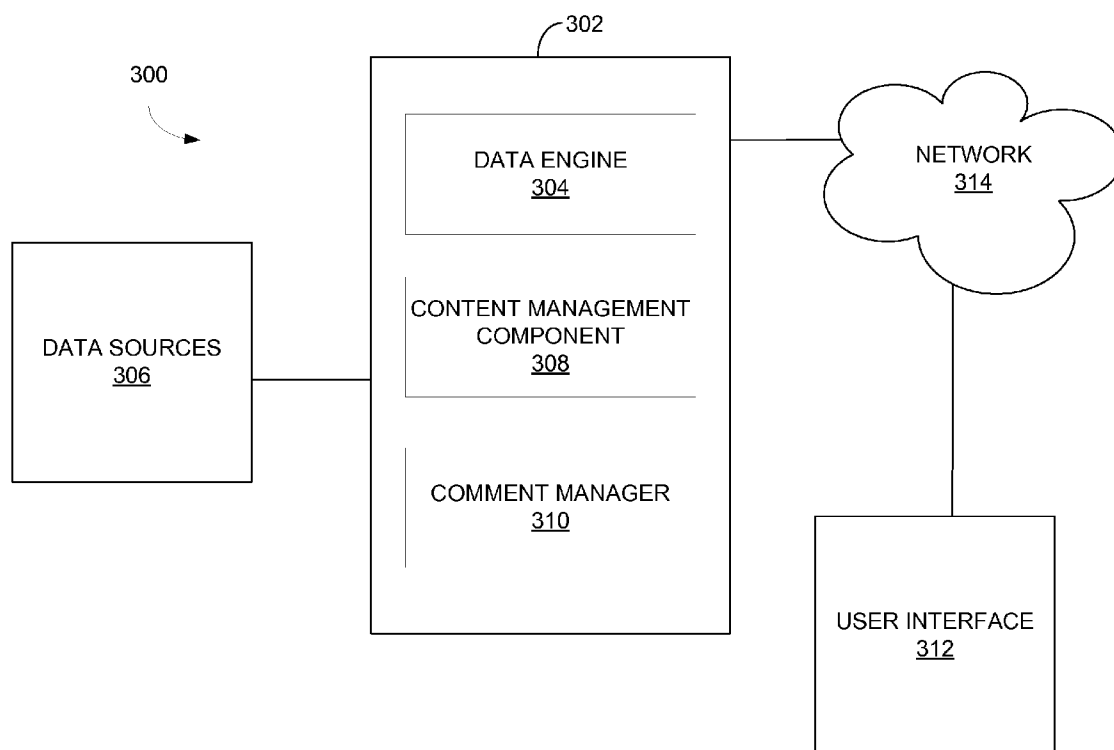 302
300
DATA ENGINE
304
NETWORK
314
CONTENT MANAGEMENT
COMPONENT
308
DATA SOURCES
306
COMMENT MANAGER
310
USER INTERFACE
312